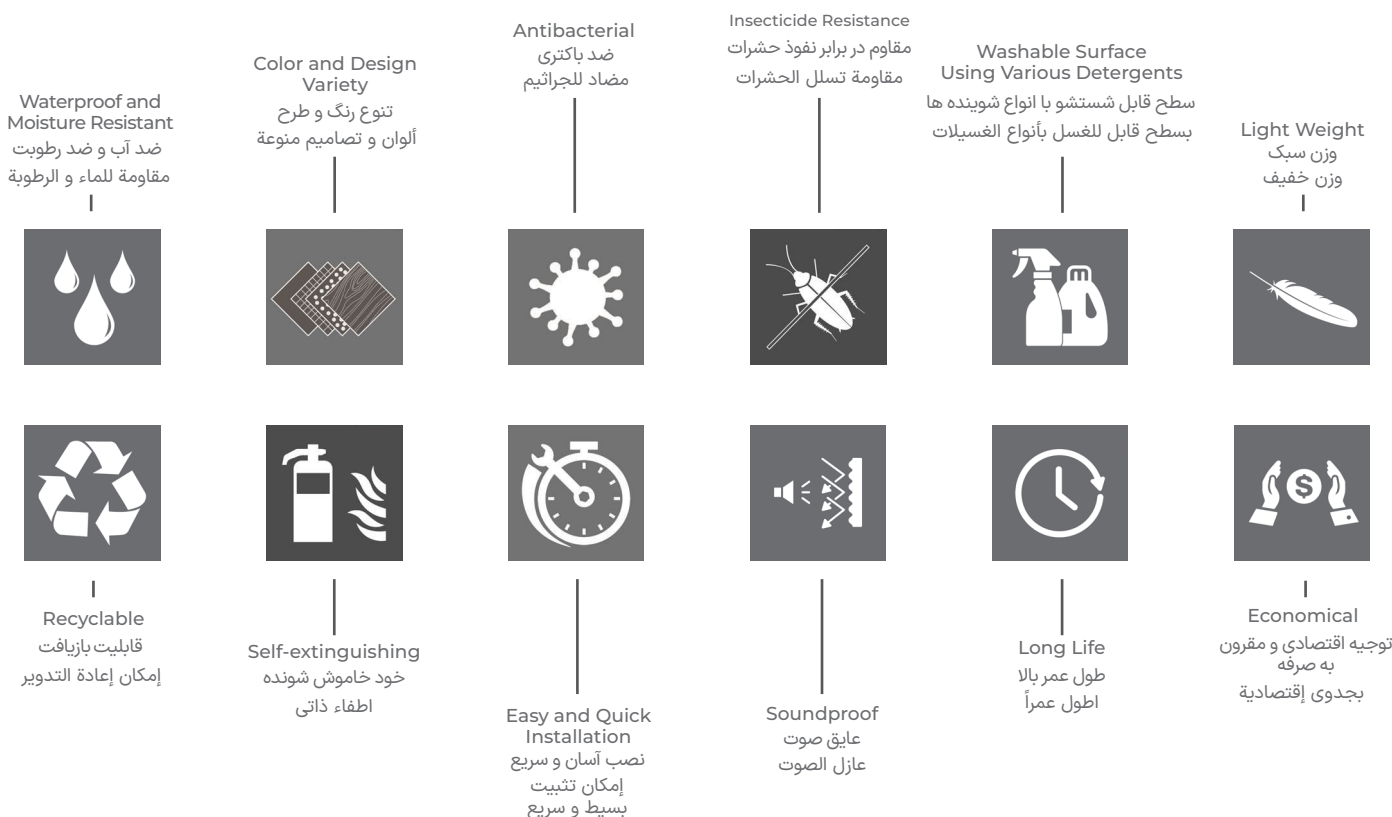 Waterproof and
Moisture Resistant
ضد آب و ضد رطوبت
مقاومة للماء و الرطوبة
Color and Design
Variety
تنوع رنگ و طرح
ألوان و تصاميم منوعة
Antibacterial
ضد باکتری
مضاد للجراثيم
Insecticide Resistance
مقاوم در برابر نفوذ حشرات
مقاومة تسلل الحشرات
Washable Surface
Using Various Detergents
سطح قابل شستشو با انواع شوینده ها
بسطح قابل للغسل بأنواع الغسيلات
Light Weight
وزن سبک
وزن خفيف
Recyclable
قابلیت بازیافت
إمكان إعادة التدوير
Self-extinguishing
خود خاموش شونده
اطفاء ذاتی
Easy and Quick
Installation
نصب آسان و سریع
إمكان تثبيت
بسيط و سريع
Soundproof
عایق صوت
عازل الصوت
Long Life
طول عمر بالا
اطول عمراً
Economical
توجیه اقتصادی و مقرون
به صرفه
بجدوى إقتصادية